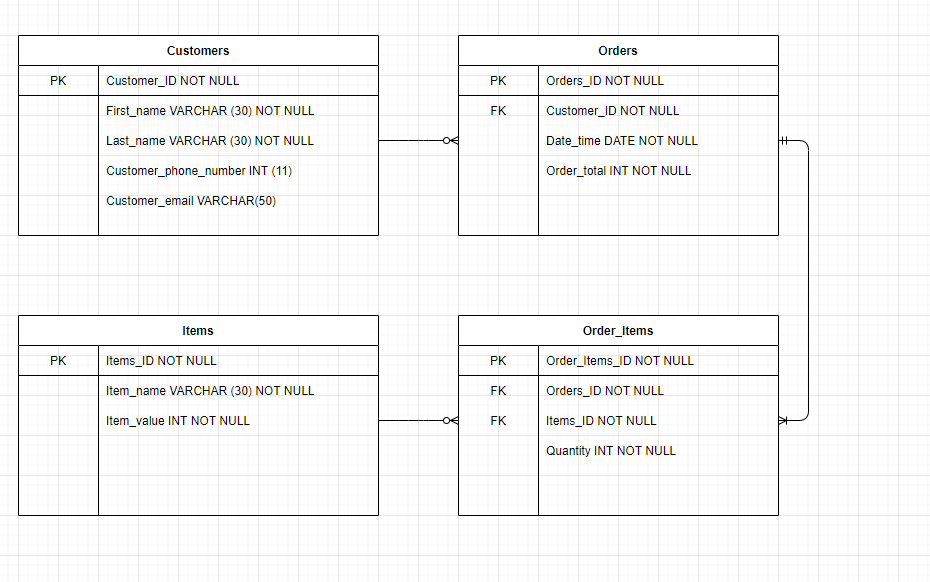 Customers
PK Customer_ID NOT NULL
First_name VARCHAR (30) NOT NULL
Last_name VARCHAR (30) NOT NULL
Customer_phone_number INT (11)
Customer_email VARCHAR(50)
Orders
PK Orders_ID NOT NULL
FK Customer_ID NOT NULL
Date_time DATE NOT NULL
Order_total INT NOT NULL
Items
PK Items_ID NOT NULL
Item_name VARCHAR (30) NOT NULL
Item_value INT NOT NULL
Order_Items
PK Order_Items_ID NOT NULL
FK Orders_ID NOT NULL
FK Items_ID NOT NULL
Quantity INT NOT NULL